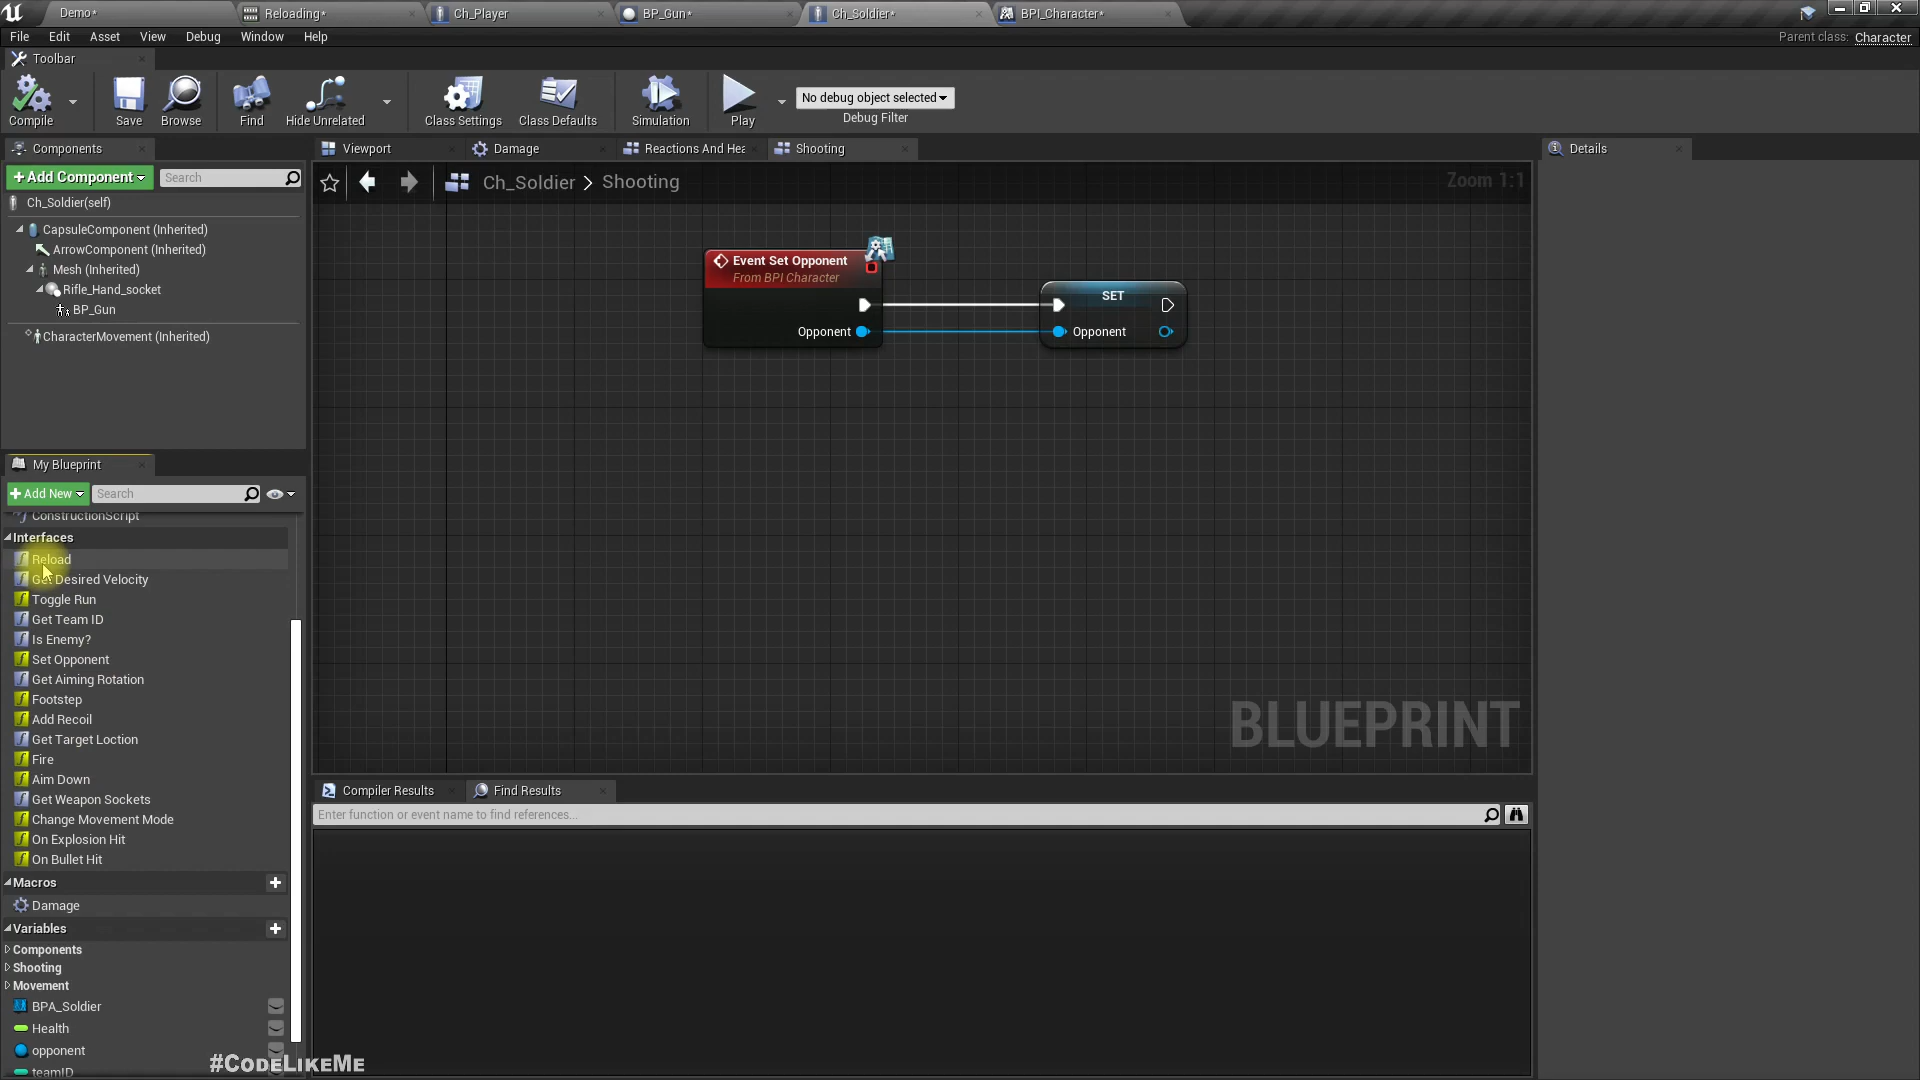 Demo*
Reloading*
Ch_Player
BP_Gun*
Ch_Soldier*
BPI_Character*
File
Edit
Asset
View
Debug
Window
Help
Parent class: Character
Toolbar
Compile
Save
Browse
Find
Hide Unrelated
Class Settings
Class Defaults
Simulation
Play
No debug object selected
Debug Filter
Components
Viewport
Damage
Reactions And Hea
Shooting
Details
Add Component
Search
Ch_Soldier > Shooting
Zoom 1:1
Ch_Soldier(self)
CapsuleComponent (Inherited)
ArrowComponent (Inherited)
Mesh (Inherited)
Rifle_Hand_socket
BP_Gun
CharacterMovement (Inherited)
Event Set Opponent
From BPI Character
Opponent
SET
Opponent
BLUEPRINT
My Blueprint
Add New
Search
ConstructionScript
Interfaces
Reload
Get Desired Velocity
Toggle Run
Get Team ID
Is Enemy?
Set Opponent
Get Aiming Rotation
Footstep
Add Recoil
Get Target Loction
Fire
Aim Down
Get Weapon Sockets
Change Movement Mode
On Explosion Hit
On Bullet Hit
Macros
Damage
Variables
Components
Shooting
Movement
BPA_Soldier
Health
opponent
teamID
Compiler Results
Find Results
Enter function or event name to find references...
#CodeLikeMe